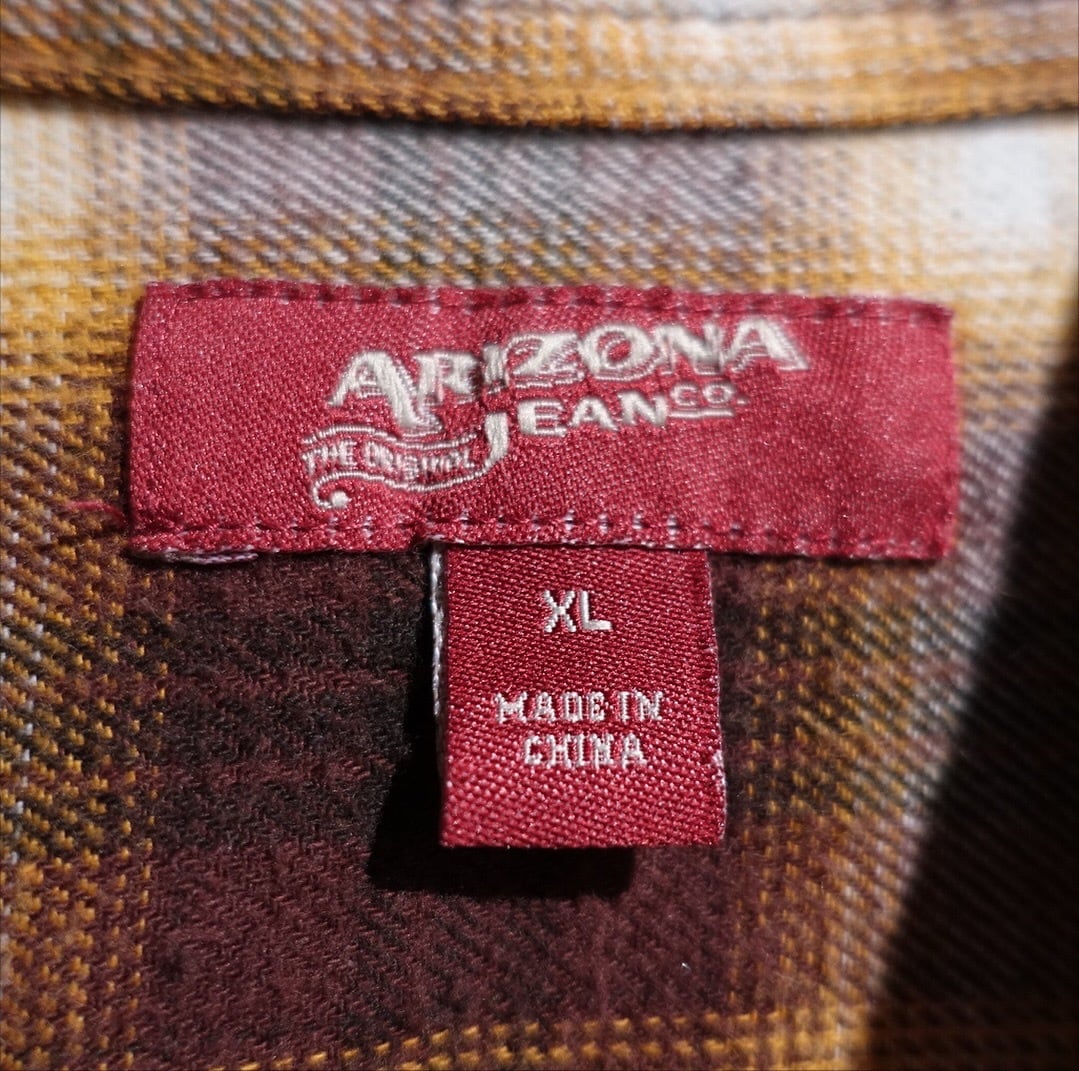 ARIZONA
JEAN CO.
THE ORIGINAL
XL
MADE IN
CHINA